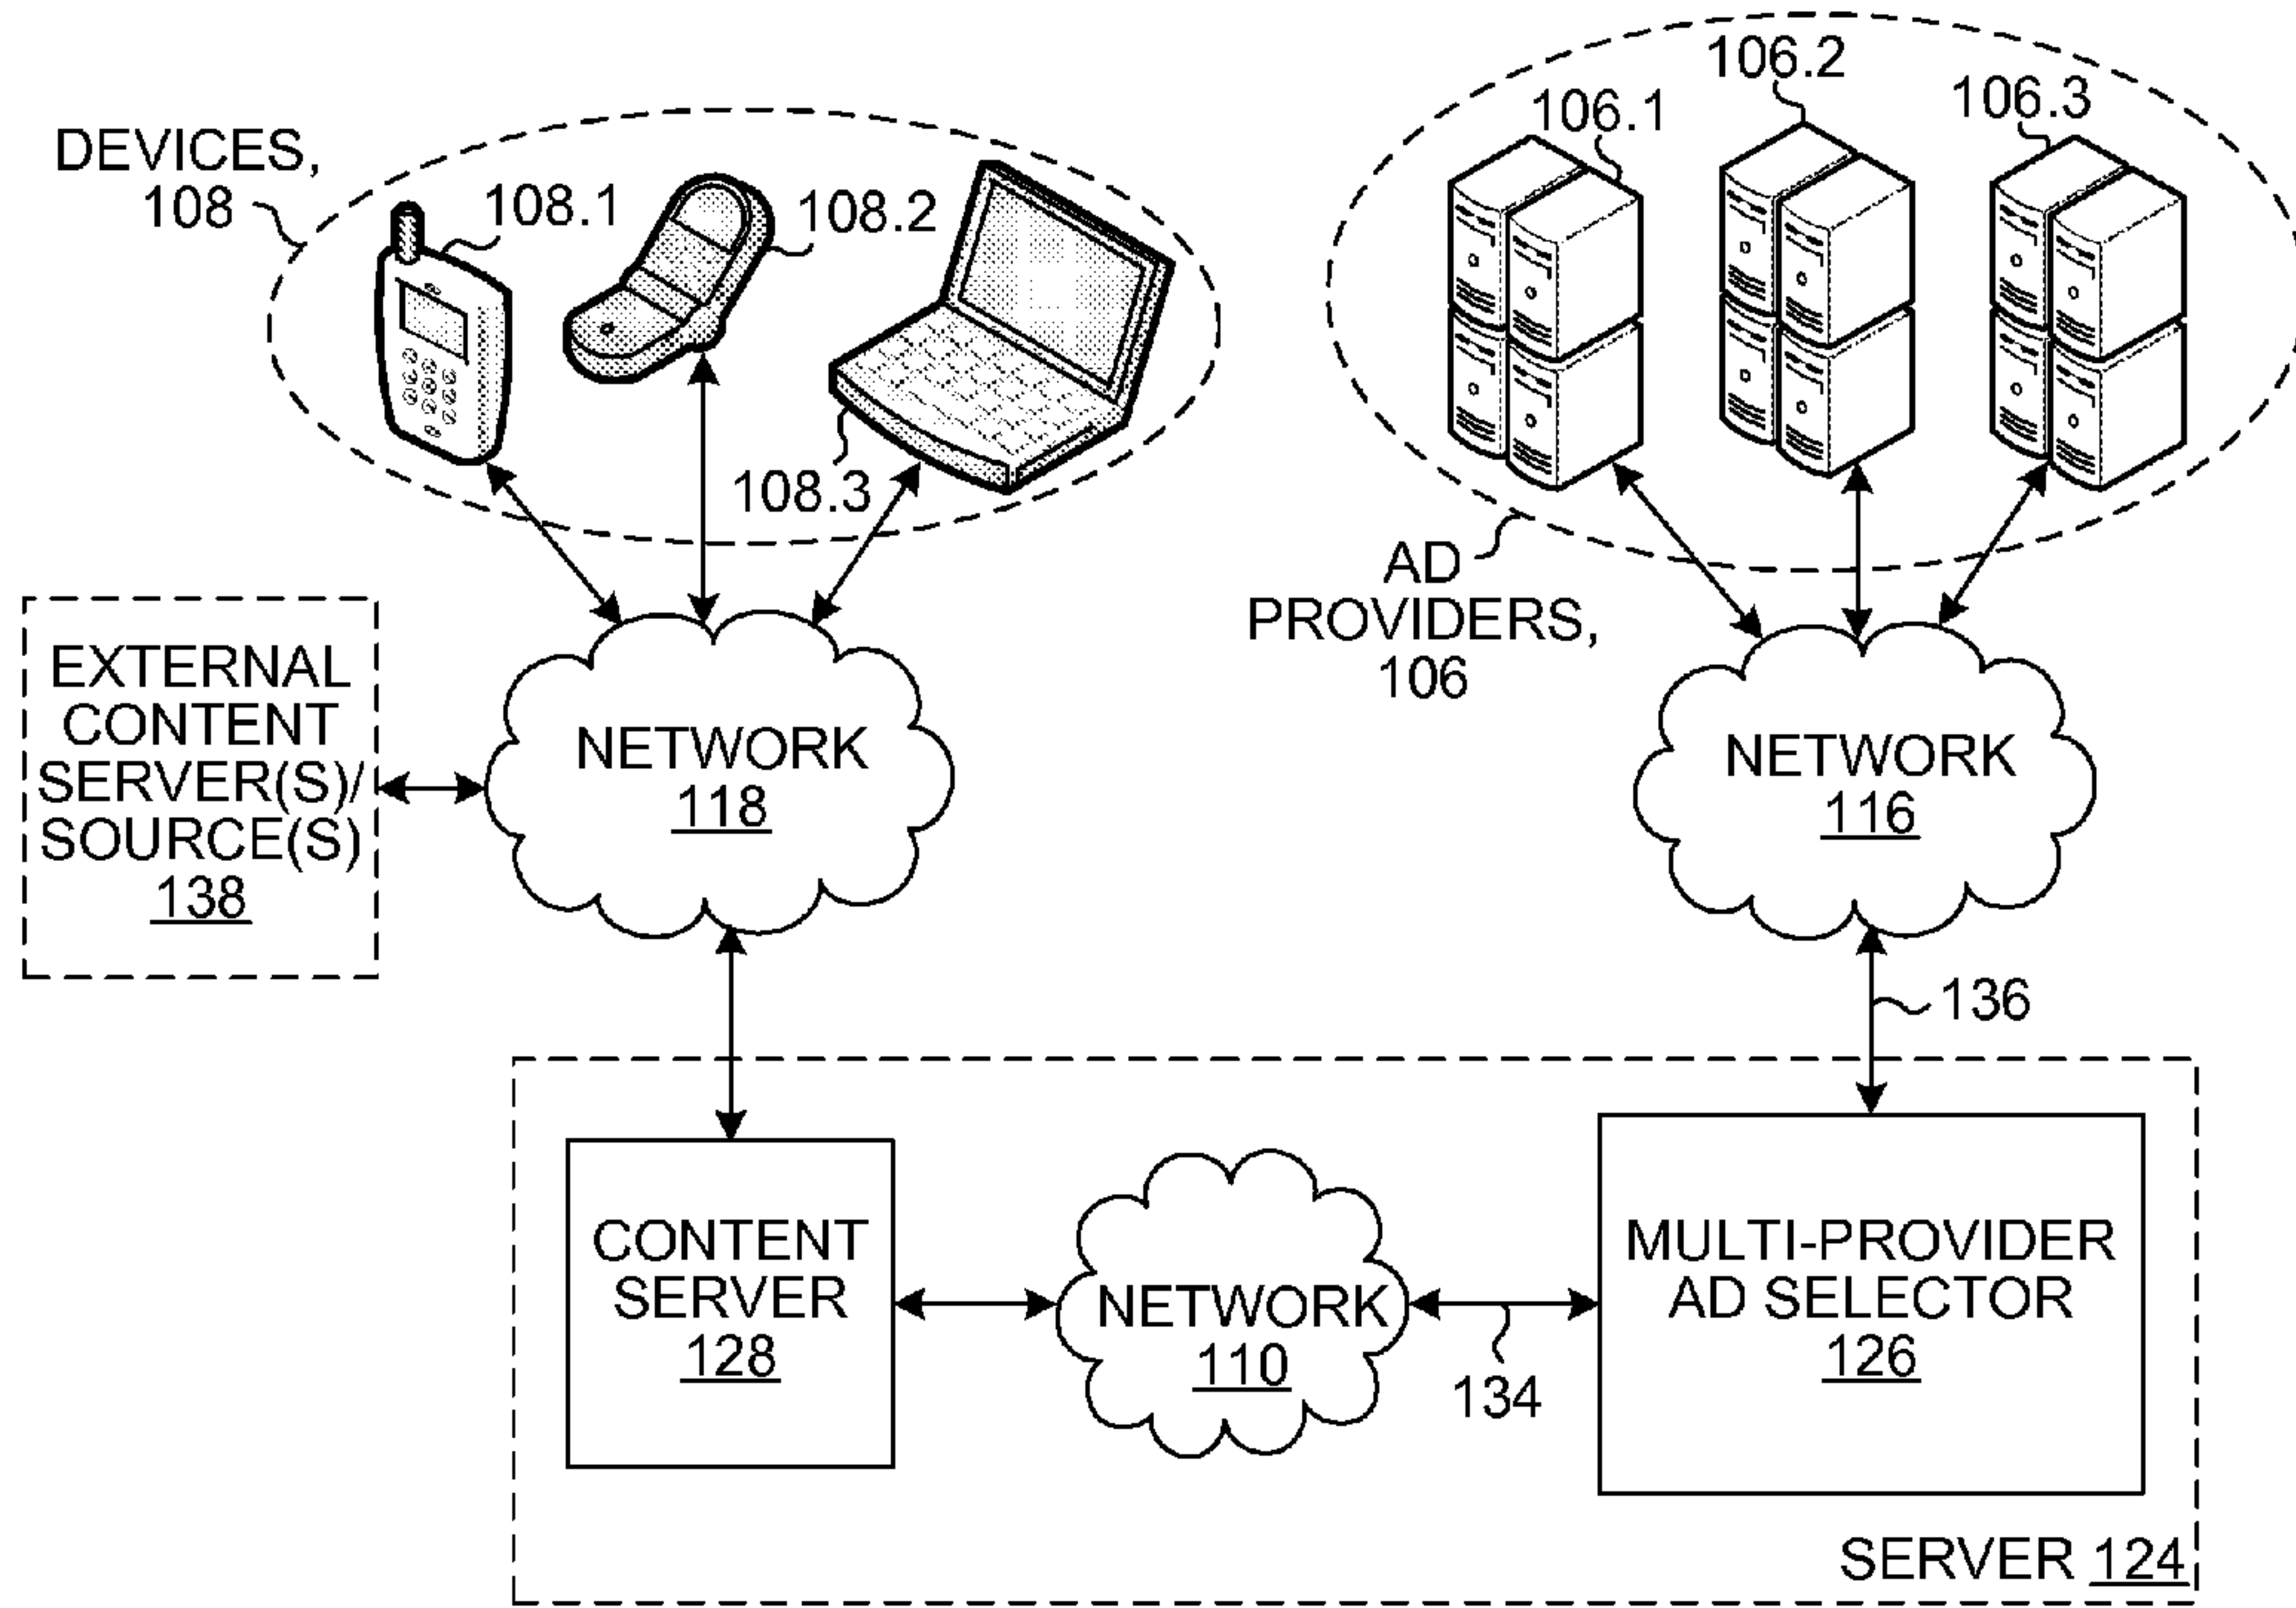 DEVICES,
108
108.1
108.2
108.3
106.1
106.2
106.3
AD
PROVIDERS,
106
EXTERNAL
CONTENT
SERVER(S)/
SOURCE(S)
138
NETWORK
118
NETWORK
116
136
CONTENT
SERVER
128
NETWORK
110
134
MULTI-PROVIDER
AD SELECTOR
126
SERVER 124